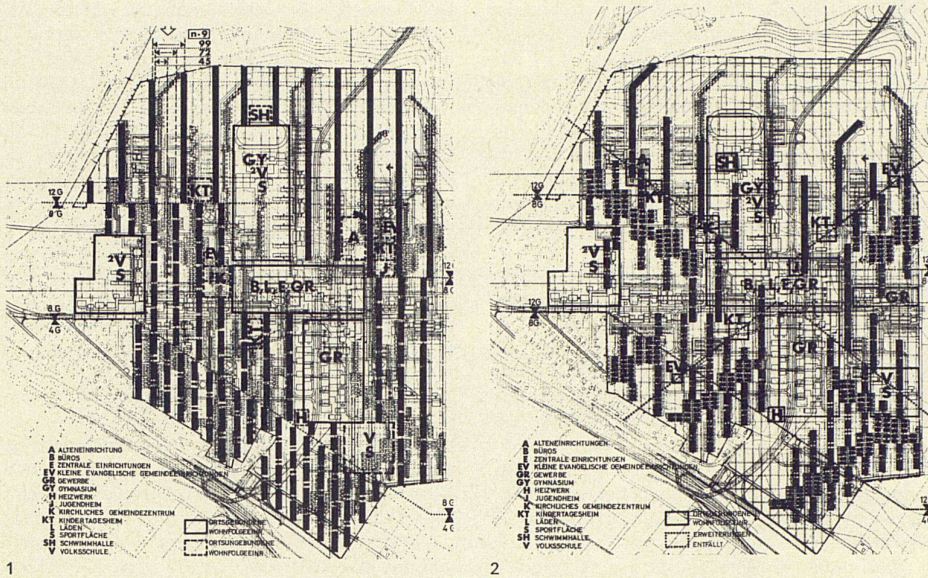 n-9
99
72
45
SH
GY
2V
S
KT
12G
8G
A
EV
2V
S
B, L, E, GR
8G
4G
GR
H
V
S
8G
4G
A ALTENEINRICHTUNG
B BÜROS
E ZENTRALE EINRICHTUNGEN
EV KLEINE EVANGELISCHE GEMEINDEEINRICHTUNGEN
GR GEWERBE
GY GYMNASIUM
H HEIZWERK
J JUGENDHEIM
K KIRCHLICHES GEMEINDEZENTRUM
KT KINDERTAGESHEIM
L LÄDEN
S SPORTFLÄCHE
SH SCHWIMMHALLE
V VOLKSSCHULE
ORTSGEBUNDENE
WOHNFOLGEEINR.
ORTSUNGEBUNDENE
WOHNFOLGEEINR.
1
A
SH
EV
KT
GY
2V
S
KT
12G
8G
2V
S
J
B, L, E, GR
GR
12G
8G
KT
GR
EV
V
S
H
A ALTENEINRICHTUNGEN
B BÜROS
E ZENTRALE EINRICHTUNGEN
EV KLEINE EVANGELISCHE GEMEINDEEINRICHTUNGEN
GR GEWERBE
GY GYMNASIUM
H HEIZWERK
J JUGENDHEIM
K KIRCHLICHES GEMEINDEZENTRUM
KT KINDERTAGESHEIM
L LÄDEN
S SPORTFLÄCHE
SH SCHWIMMHALLE
V VOLKSSCHULE
ORTSGEBUNDENE
WOHNFOLGEEINR.
ERWEITERUNGEN
ENTFÄLLT
2